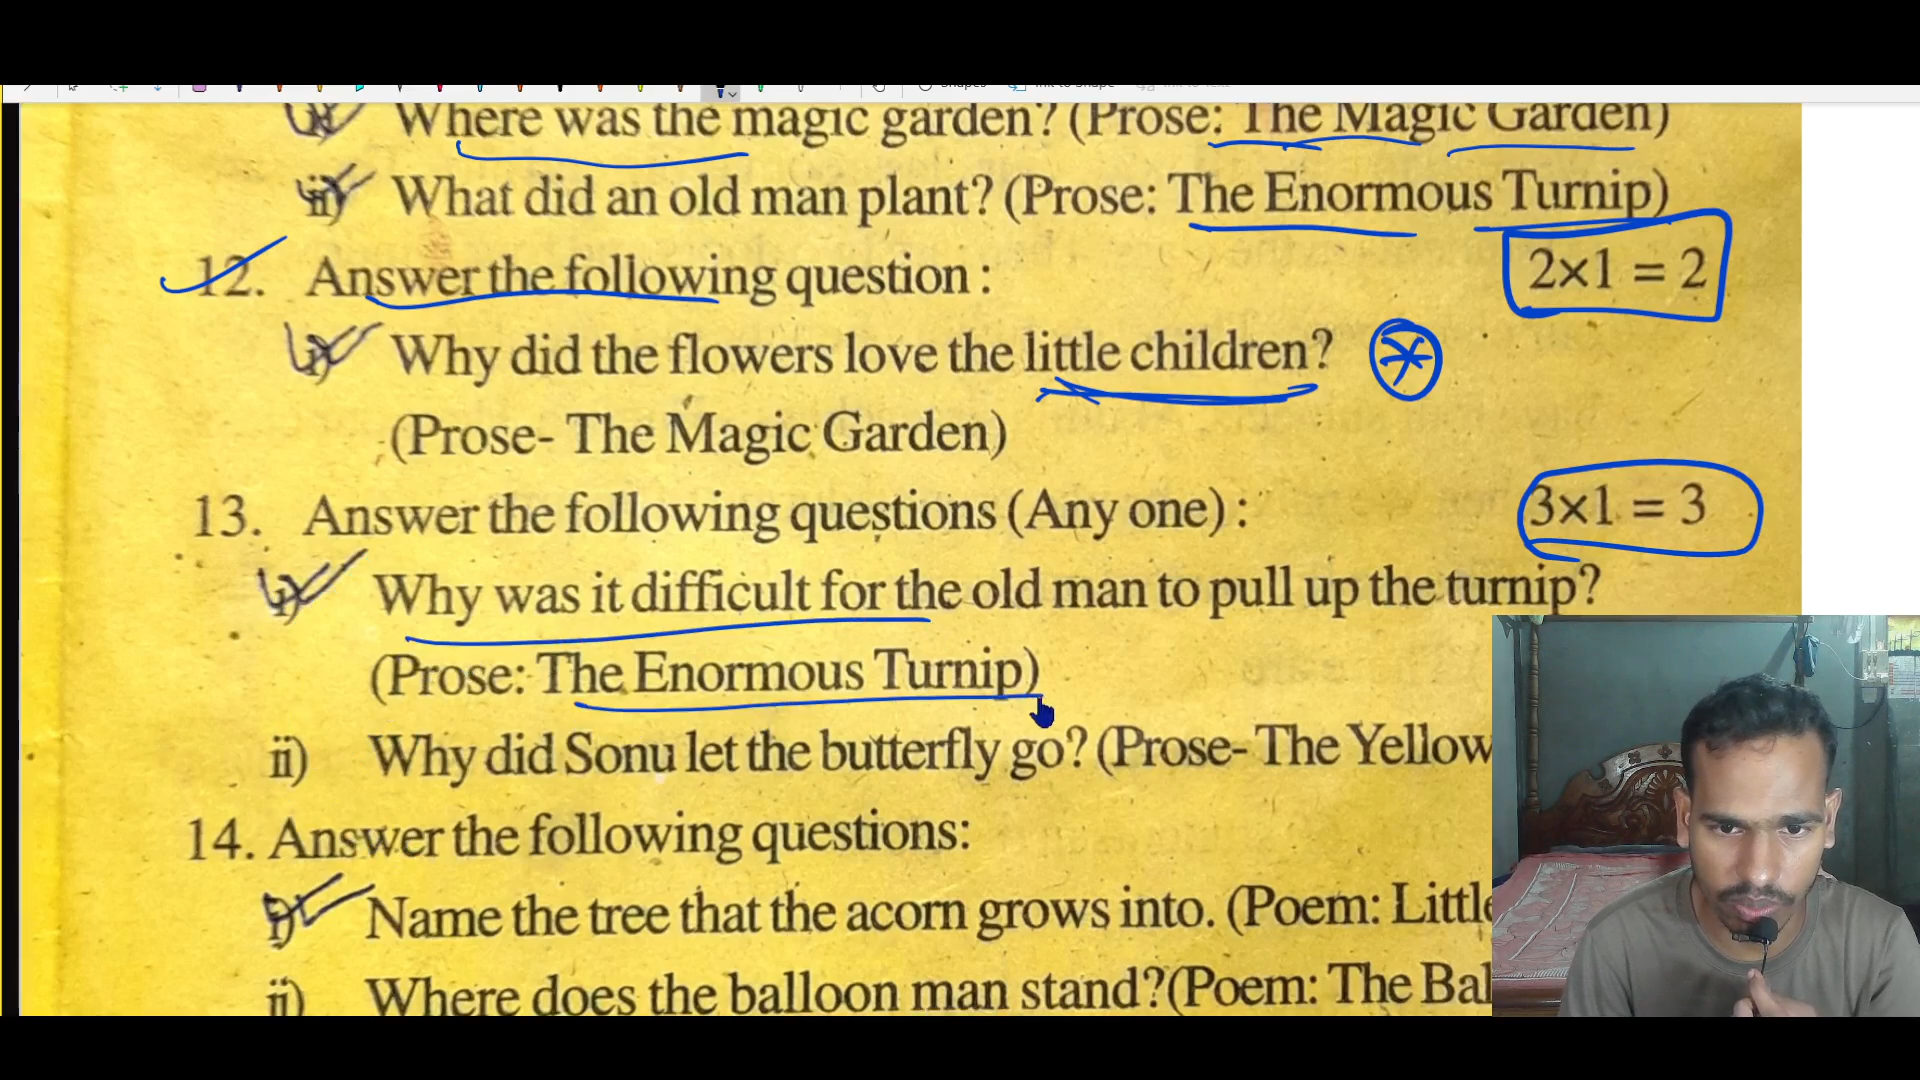 Shapes Ink to Shape
i) Where was the magic garden? (Prose: The Magic Garden)
ii) What did an old man plant? (Prose: The Enormous Turnip)
12. Answer the following question : 2×1 = 2
i) Why did the flowers love the little children?
(Prose- The Magic Garden)
13. Answer the following questions (Any one) : 3×1 = 3
i) Why was it difficult for the old man to pull up the turnip?
(Prose: The Enormous Turnip)
ii) Why did Sonu let the butterfly go? (Prose- The Yellow
14. Answer the following questions:
i) Name the tree that the acorn grows into. (Poem: Little
ii) Where does the balloon man stand?(Poem: The Bal